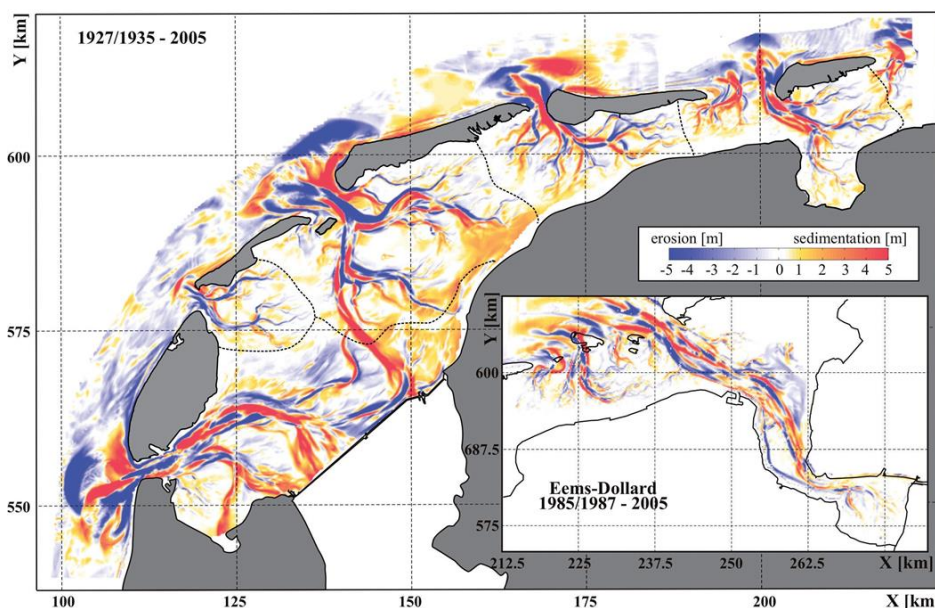 Y [km]
1927/1935 - 2005
600
575
550
100
125
150
175
200
X [km]
erosion [m]
sedimentation [m]
-5 -4 -3 -2 -1 0 1 2 3 4 5
Y [km]
600
687.5
575
Eems-Dollard
1985/1987 - 2005
212.5
225
237.5
250
262.5
X [km]